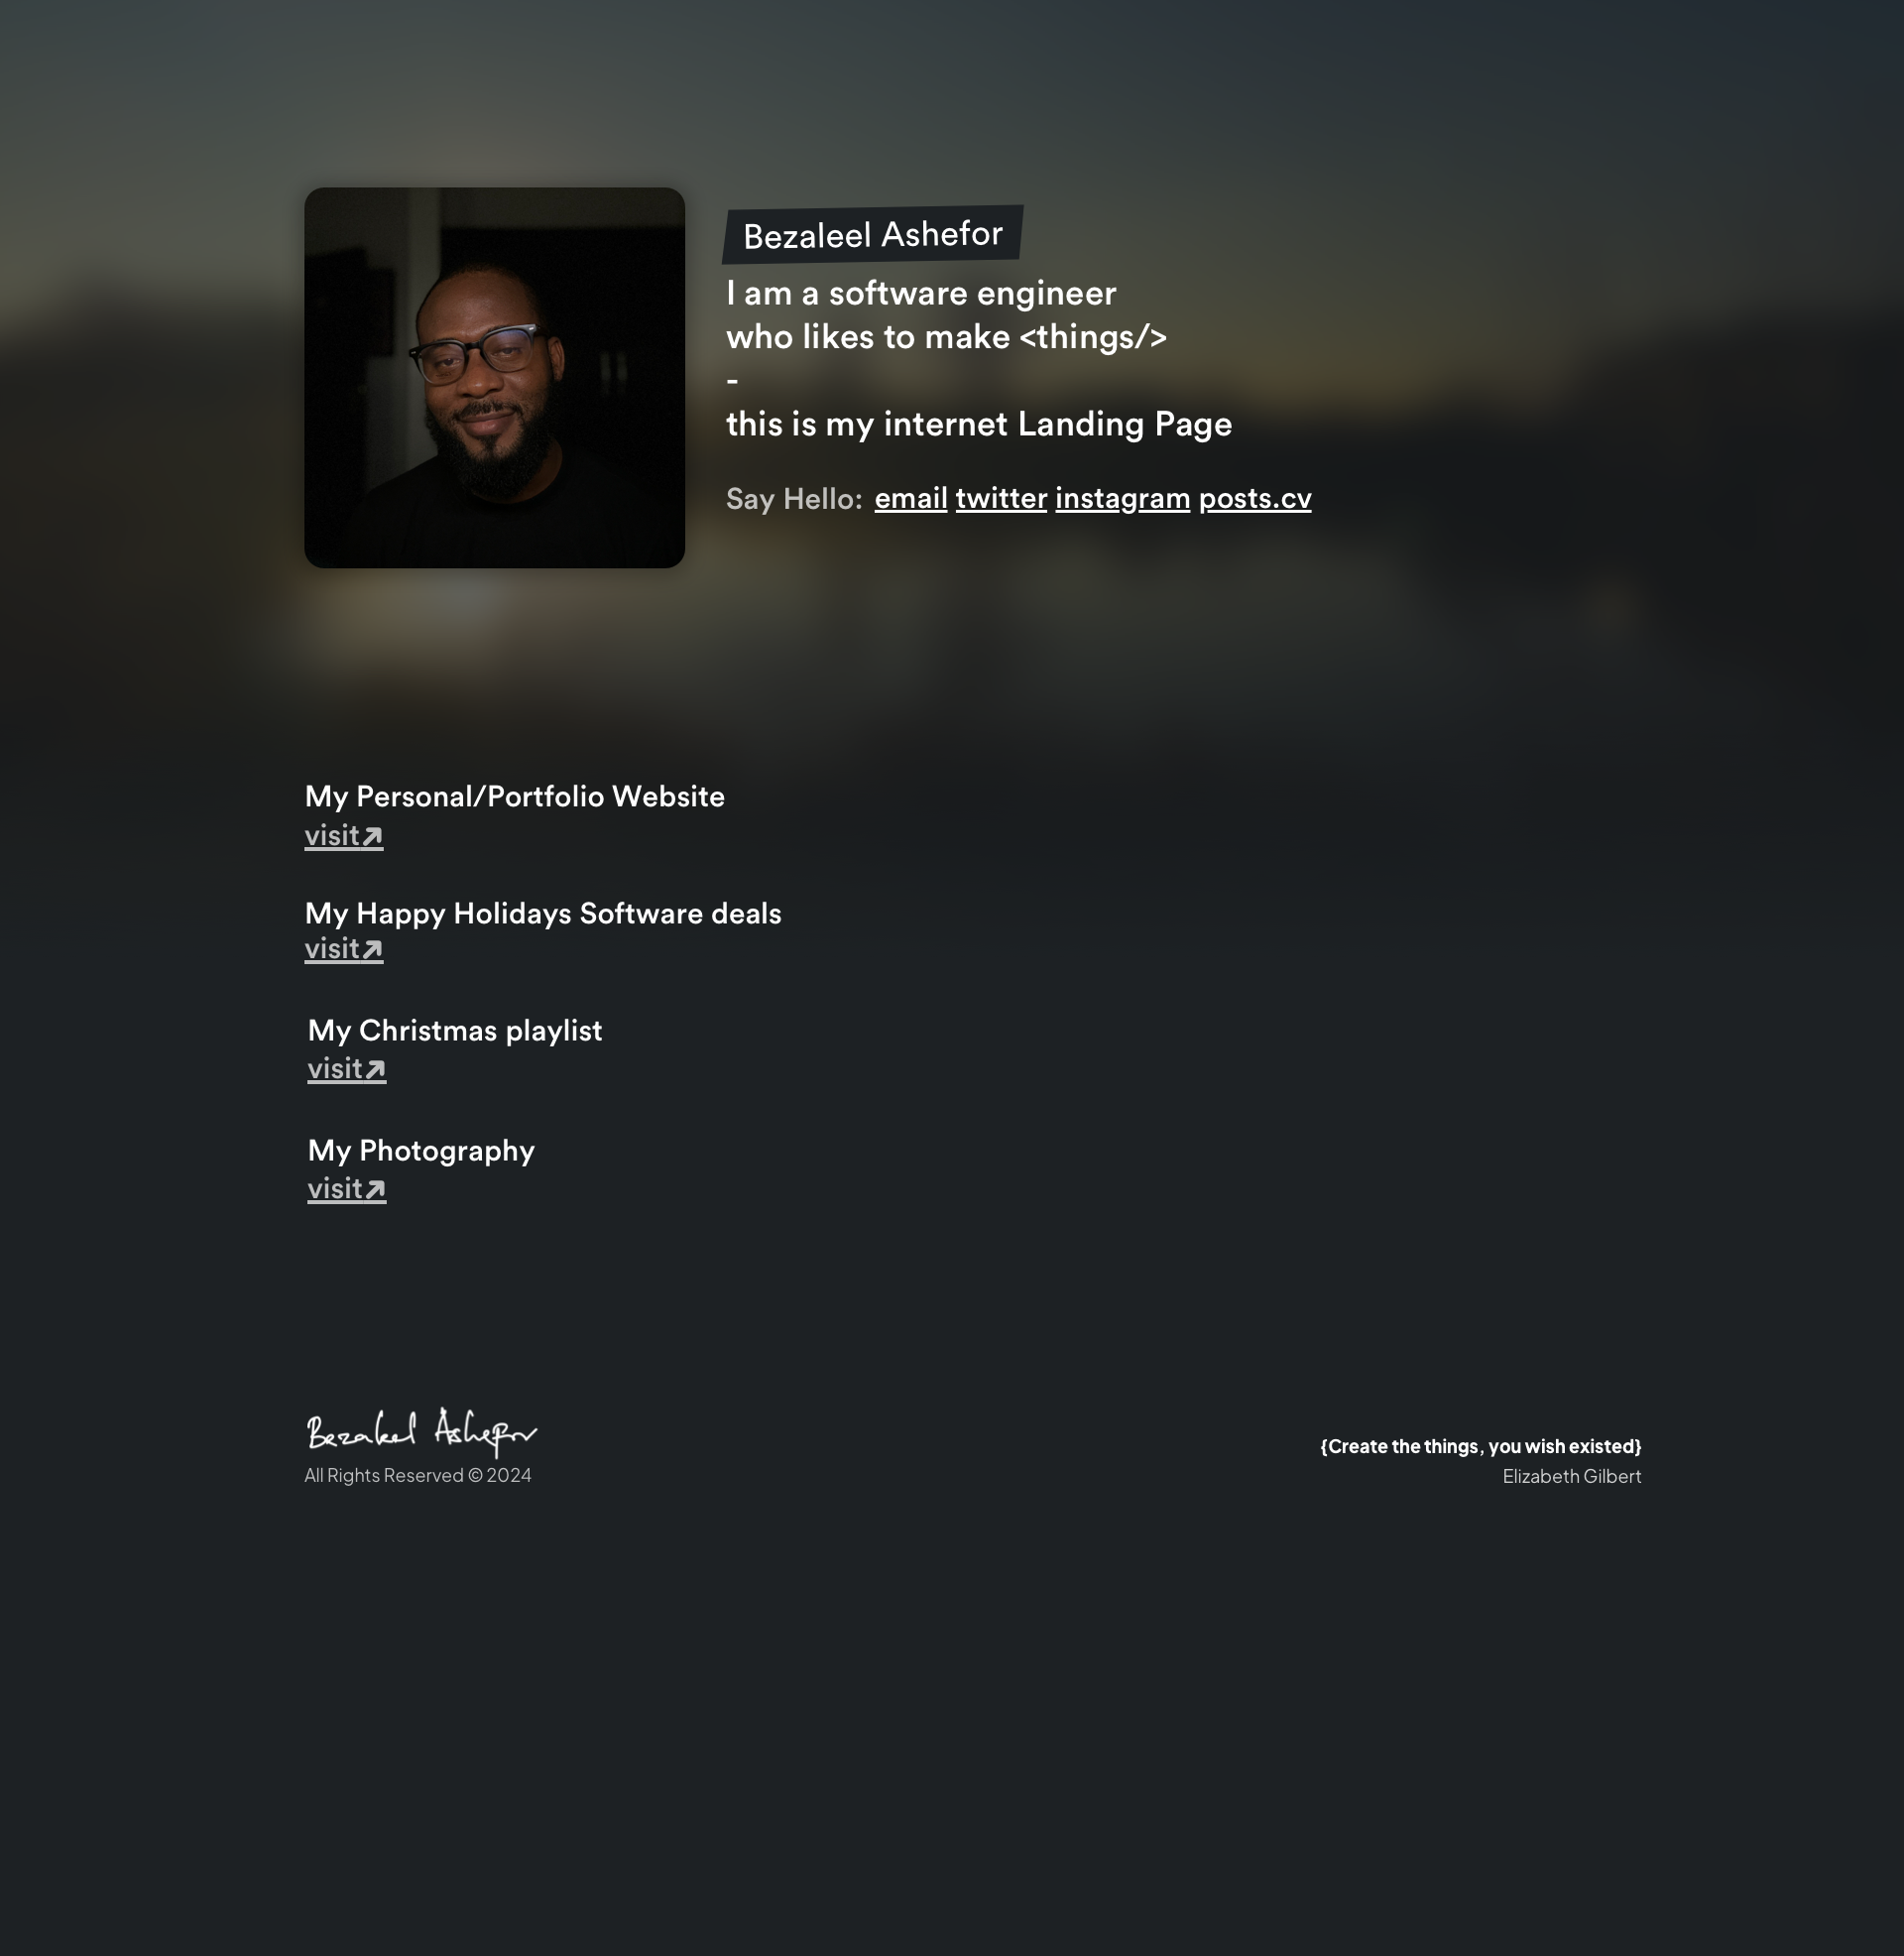 Bezaleel Ashefor
I am a software engineer
who likes to make <things/>
-
this is my internet Landing Page
Say Hello: email twitter instagram posts.cv
My Personal/Portfolio Website
visit↗
My Happy Holidays Software deals
visit↗
My Christmas playlist
visit↗
My Photography
visit↗
Bezaleel Ashefor
All Rights Reserved © 2024
{Create the things, you wish existed}
Elizabeth Gilbert